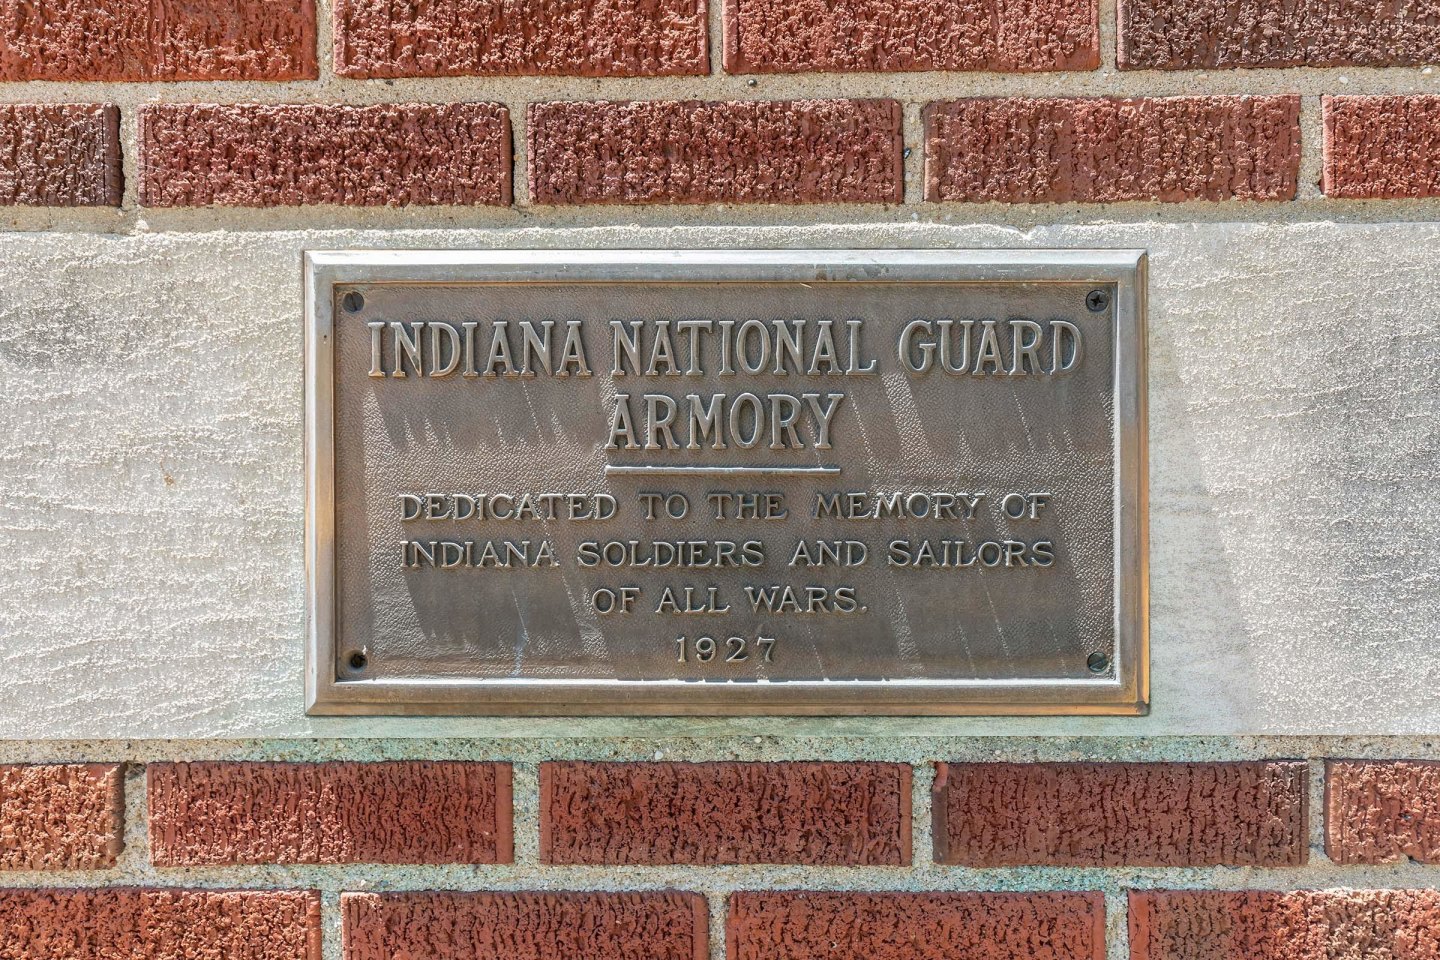 INDIANA NATIONAL GUARD
ARMORY
DEDICATED TO THE MEMORY OF
INDIANA SOLDIERS AND SAILORS
OF ALL WARS.
1927